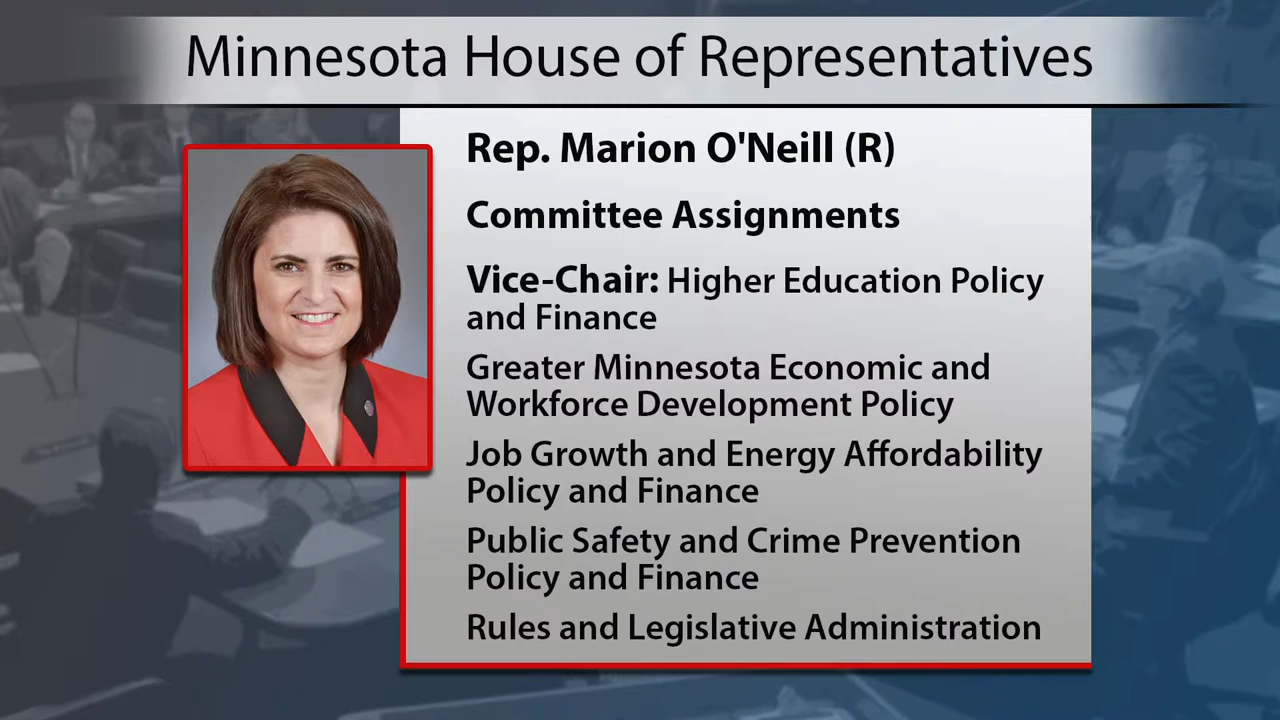 Minnesota House of Representatives
Rep. Marion O'Neill (R)
Committee Assignments
Vice-Chair: Higher Education Policy
and Finance
Greater Minnesota Economic and
Workforce Development Policy
Job Growth and Energy Affordability
Policy and Finance
Public Safety and Crime Prevention
Policy and Finance
Rules and Legislative Administration